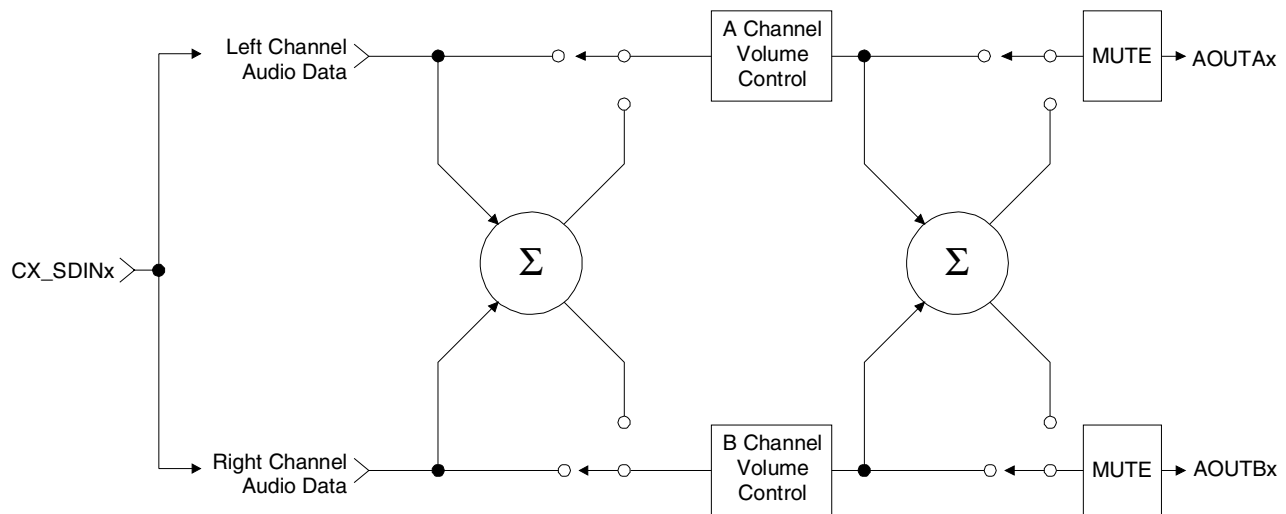 Left Channel
Audio Data
A Channel
Volume
Control
MUTE
AOUTAx
Σ
Σ
CX_SDINx
Right Channel
Audio Data
B Channel
Volume
Control
MUTE
AOUTBx